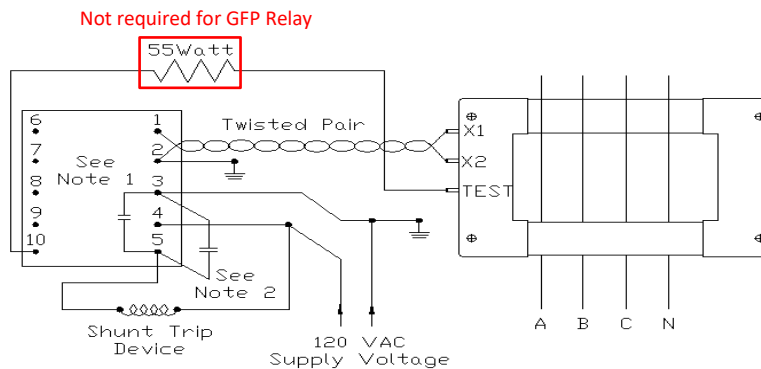 Not required for GFP Relay
55Watt
6 1
Twisted Pair
X1
7 2
See
X2
Note 1
8 3
TEST
9 4
10 5
See
Note 2
Shunt Trip
Device
120 VAC
Supply Voltage
A B C N